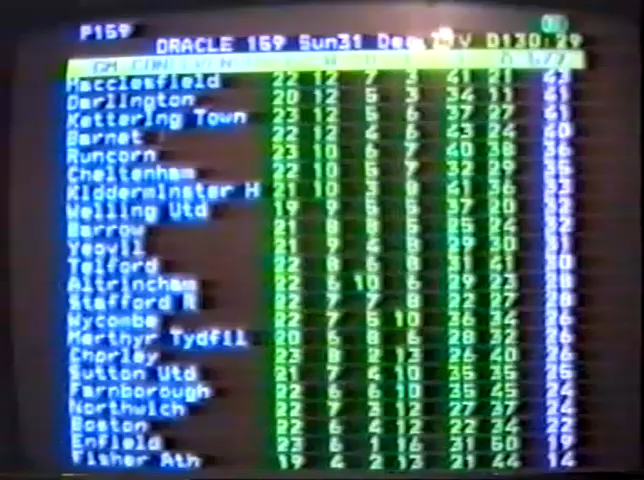 P159
ORACLE 159 Sun31 Dec ITV 0130:29
Macclesfield 22 12 7 3 41 21 43
Darlington 20 12 5 3 34 11 41
Kettering Town 23 12 5 6 37 27 41
Barnet 22 12 4 6 43 24 40
Runcorn 23 10 6 7 40 38 36
Cheltenham 22 10 5 7 32 29 35
Kidderminster H 21 10 3 8 41 36 33
Welling Utd 19 9 5 5 37 20 32
Barrow 21 8 8 5 25 24 32
Yeovil 21 9 4 8 29 30 31
Telford 22 8 6 8 31 41 30
Altrincham 22 6 10 6 29 23 28
Stafford R 22 7 7 8 22 27 28
Wycombe 22 7 5 10 36 34 26
Merthyr Tydfil 20 6 8 6 28 32 26
Chorley 23 8 2 13 26 40 26
Sutton Utd 21 7 4 10 35 35 25
Farnborough 22 6 6 10 35 45 24
Northwich 22 7 3 12 27 37 24
Boston 22 6 4 12 22 34 22
Enfield 23 6 1 16 31 60 19
Fisher Ath 19 4 2 13 21 44 14